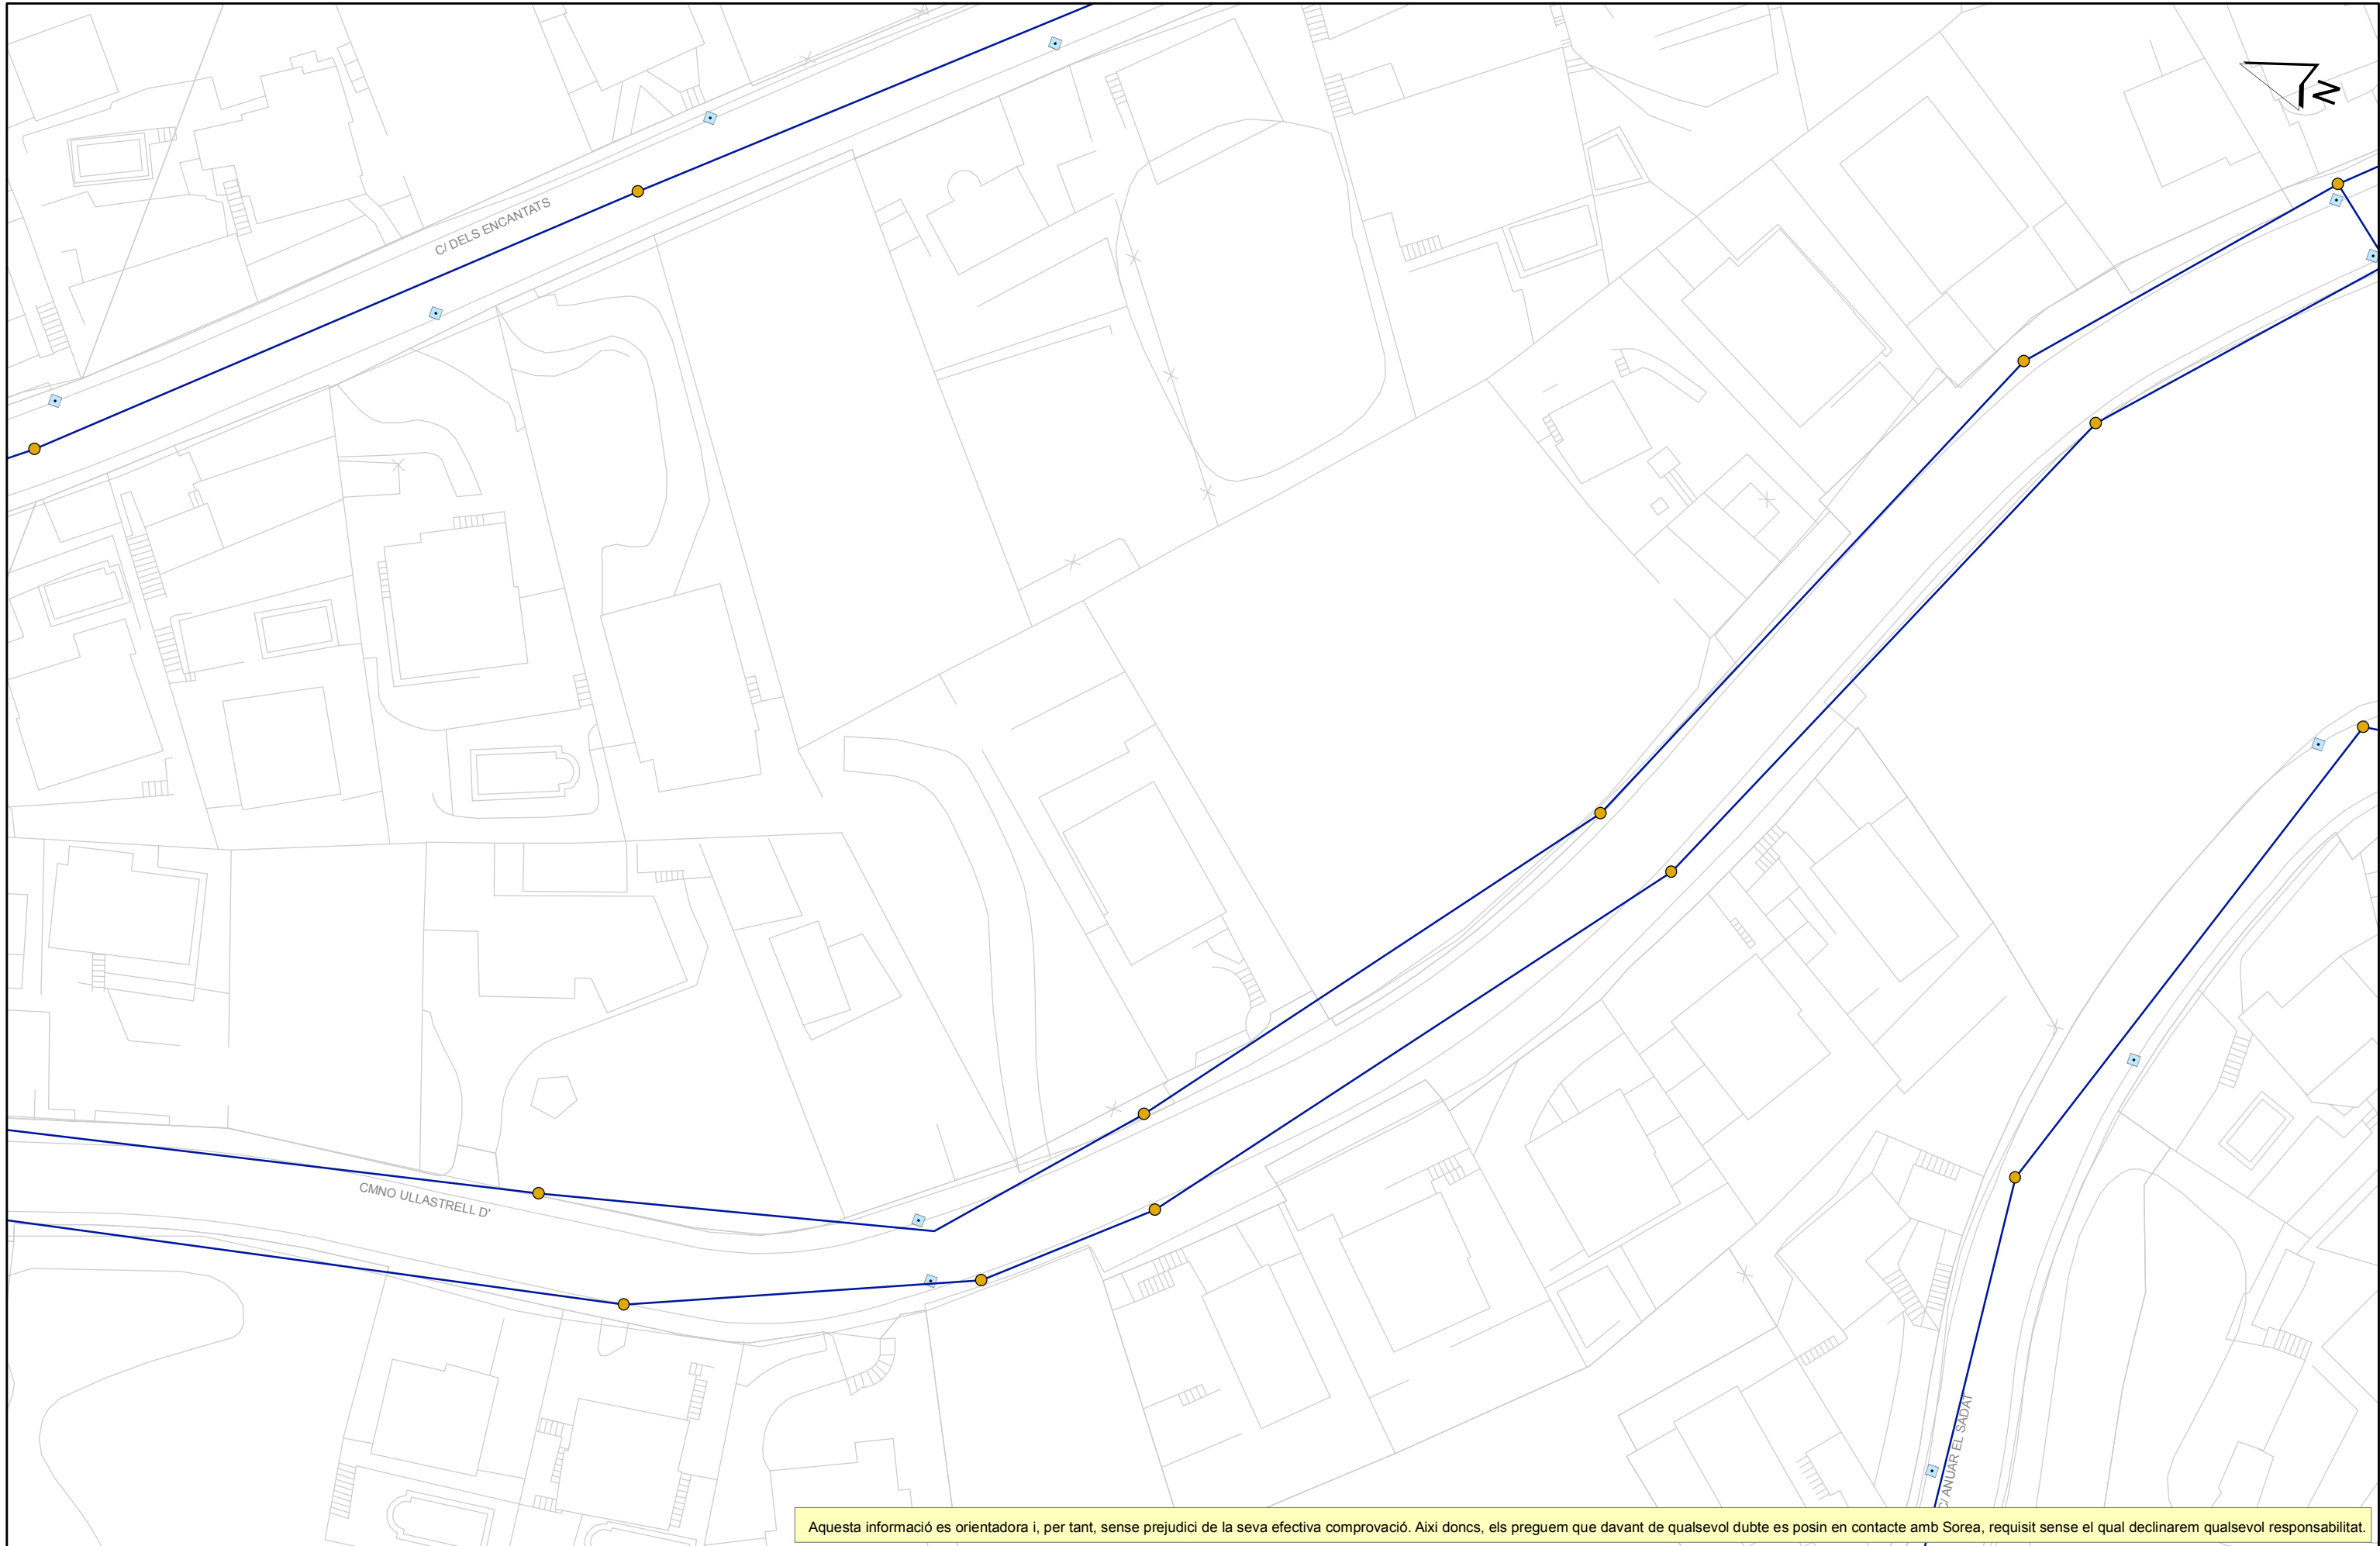 N
C/ DELS ENCANTATS
CMNO ULLASTRELL D'
C/ ANUAR EL SADAT
Aquesta informació es orientadora i, per tant, sense prejudici de la seva efectiva comprovació. Aixi doncs, els preguem que davant de qualsevol dubte es posin en contacte amb Sorea, requisit sense el qual declinarem qualsevol responsabilitat.